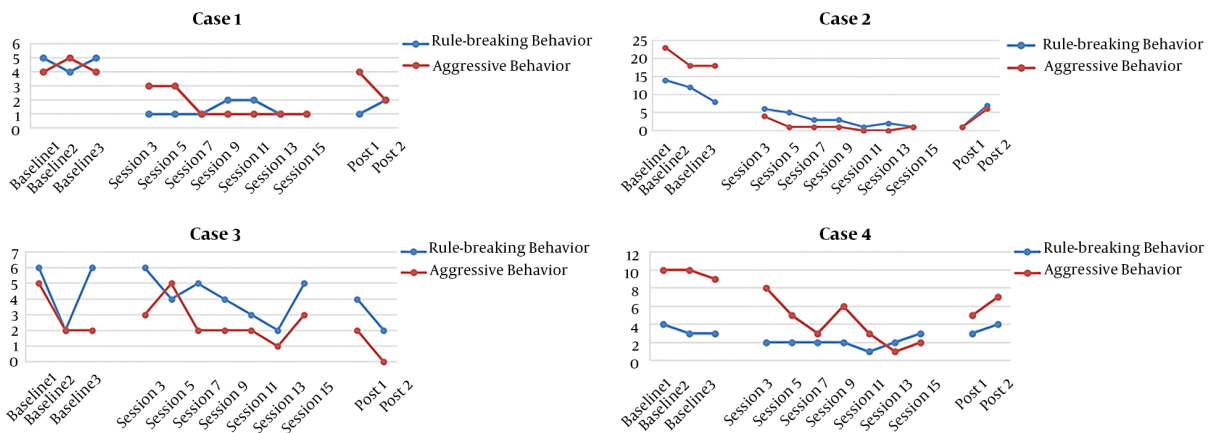 Case 1
6
5
4
3
2
1
0
Rule-breaking Behavior
Aggressive Behavior
Baseline1
Baseline2
Baseline3
Session 3
Session 5
Session 7
Session 9
Session 11
Session 13
Session 15
Post 1
Post 2
Case 2
25
20
15
10
5
0
Rule-breaking Behavior
Aggressive Behavior
Baseline1
Baseline2
Baseline3
Session 3
Session 5
Session 7
Session 9
Session 11
Session 13
Session 15
Post 1
Post 2
Case 3
7
6
5
4
3
2
1
0
Rule-breaking Behavior
Aggressive Behavior
Baseline1
Baseline2
Baseline3
Session 3
Session 5
Session 7
Session 9
Session 11
Session 13
Session 15
Post 1
Post 2
Case 4
12
10
8
6
4
2
0
Rule-breaking Behavior
Aggressive Behavior
Baseline1
Baseline2
Baseline3
Session 3
Session 5
Session 7
Session 9
Session 11
Session 13
Session 15
Post 1
Post 2